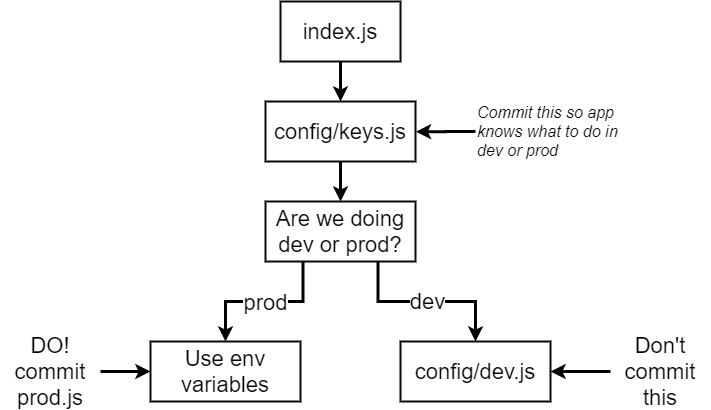 index.js
config/keys.js
Commit this so app
knows what to do in
dev or prod
Are we doing
dev or prod?
prod
dev
DO!
commit
prod.js
Use env
variables
config/dev.js
Don't
commit
this